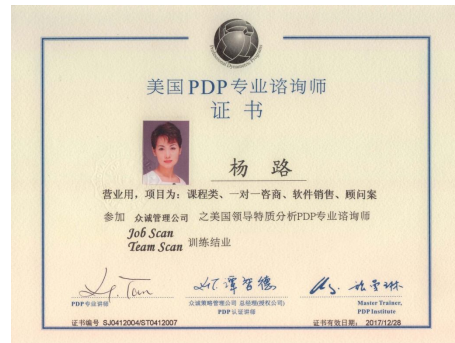 美国PDP专业谘询师
证 书
杨 路
营业用，项目为：课程类、一对一咨商、软件销售、顾问案
参加 众诚管理公司 之美国领导特质分析PDP专业谘询师
Job Scan
Team Scan 训练结业
PDP专业讲师
众诚策略管理公司 总经理(授权公司)
PDP认证讲师
Master Trainer,
PDP Institute
证书编号 SJ0412004/ST0412007
证书有效日期: 2017/12/28